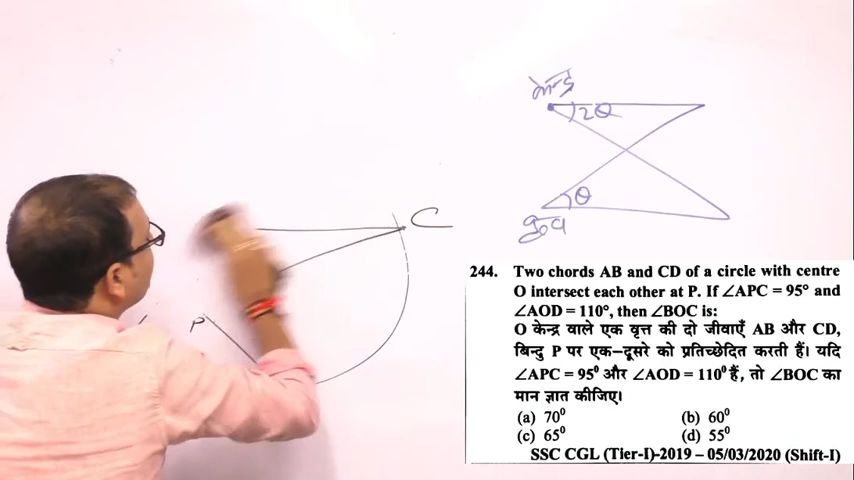 केन्द्र
2θ
C
θ
P
244. Two chords AB and CD of a circle with centre
O intersect each other at P. If ∠APC = 95° and
∠AOD = 110°, then ∠BOC is:
O केन्द्र वाले एक वृत्त की दो जीवाएँ AB और CD,
बिन्दु P पर एक–दूसरे को प्रतिच्छेदित करती हैं। यदि
∠APC = 95⁰ और ∠AOD = 110⁰ हैं, तो ∠BOC का
मान ज्ञात कीजिए।
(a) 70⁰ (b) 60⁰
(c) 65⁰ (d) 55⁰
SSC CGL (Tier-I)-2019 – 05/03/2020 (Shift-I)